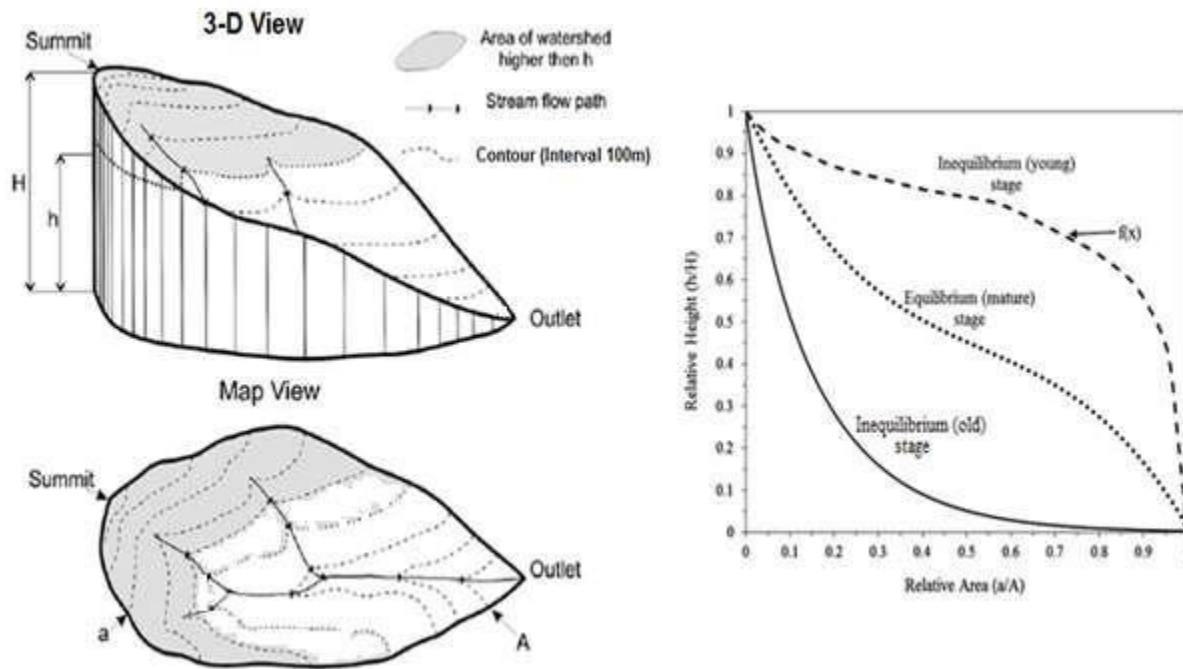 3-D View
Summit
Area of watershed
higher then h
Stream flow path
Contour (Interval 100m)
H
h
Outlet
Map View
Summit
Outlet
a
A
1
0.9
0.8
0.7
0.6
0.5
0.4
0.3
0.2
0.1
0
Relative Height (h/H)
Inequilibrium (young)
stage
f(x)
Equilibrium (mature)
stage
Inequilibrium (old)
stage
0 0.1 0.2 0.3 0.4 0.5 0.6 0.7 0.8 0.9
Relative Area (a/A)